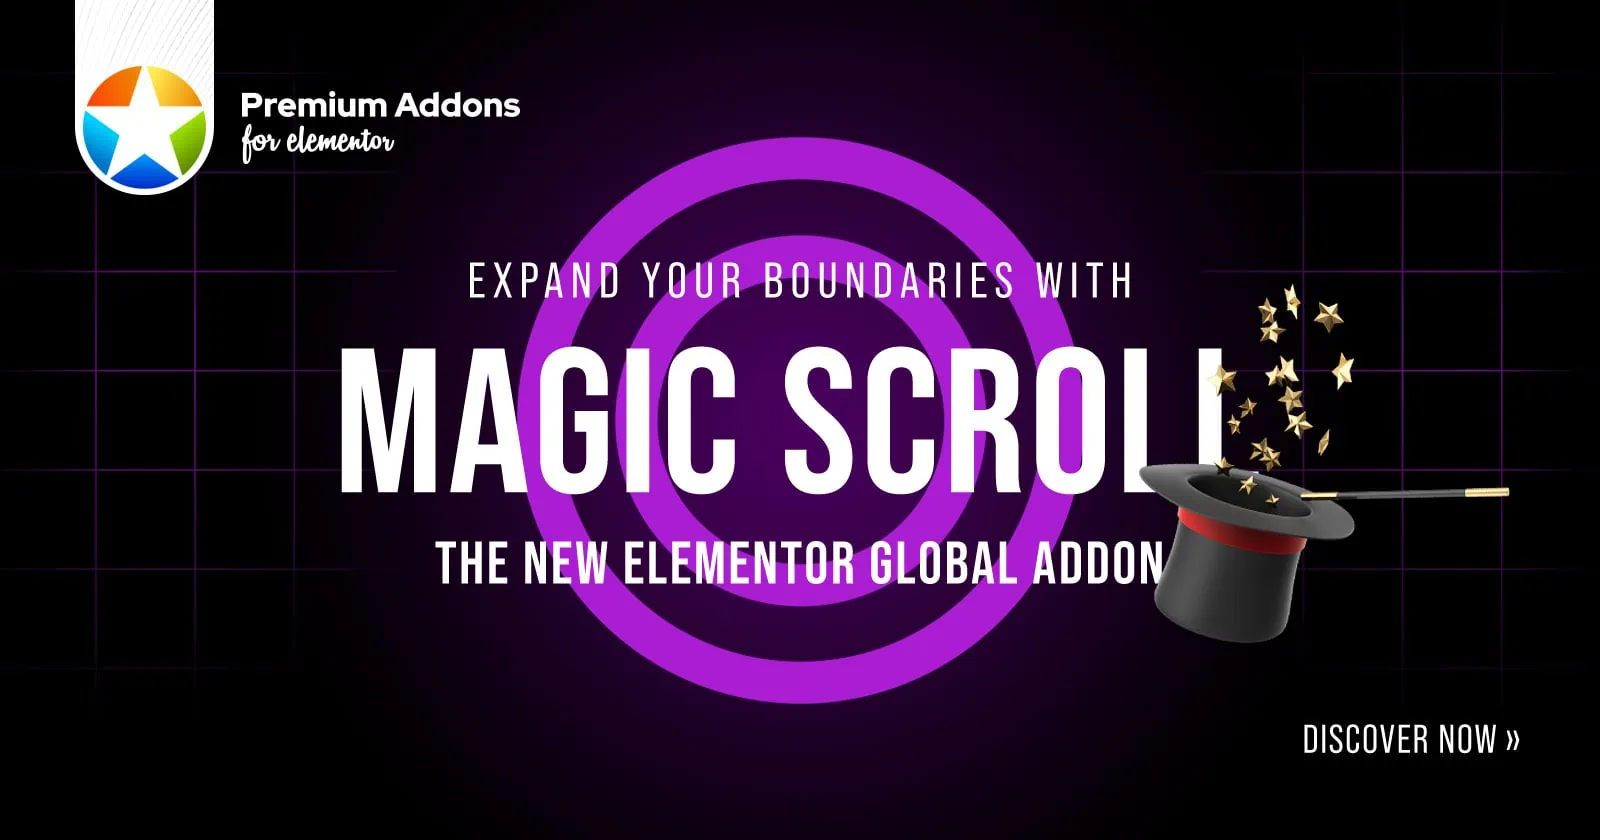 Premium Addons
for elementor
EXPAND YOUR BOUNDARIES WITH
MAGIC SCROLL
THE NEW ELEMENTOR GLOBAL ADDON
DISCOVER NOW »